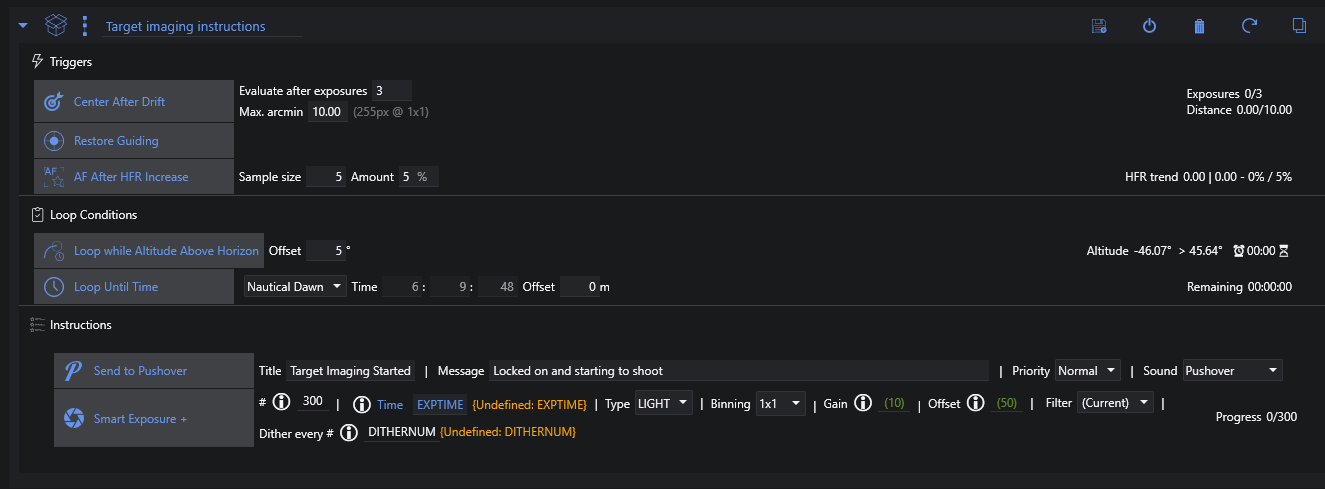 Target imaging instructions
Triggers
Center After Drift Evaluate after exposures 3 Exposures 0/3
Max. arcmin 10.00 (255px @ 1x1) Distance 0.00/10.00
Restore Guiding
AF AF After HFR Increase Sample size 5 Amount 5 % HFR trend 0.00 | 0.00 - 0% / 5%
Loop Conditions
Loop while Altitude Above Horizon Offset 5 ° Altitude -46.07° > 45.64° 00:00
Loop Until Time Nautical Dawn Time 6 : 9 : 48 Offset 0 m Remaining 00:00:00
Instructions
Send to Pushover Title Target Imaging Started | Message Locked on and starting to shoot | Priority Normal | Sound Pushover
Smart Exposure + # 300 | Time EXPTIME {Undefined: EXPTIME} | Type LIGHT | Binning 1x1 | Gain (10) | Offset (50) | Filter (Current) | Progress 0/300
Dither every # DITHERNUM {Undefined: DITHERNUM}